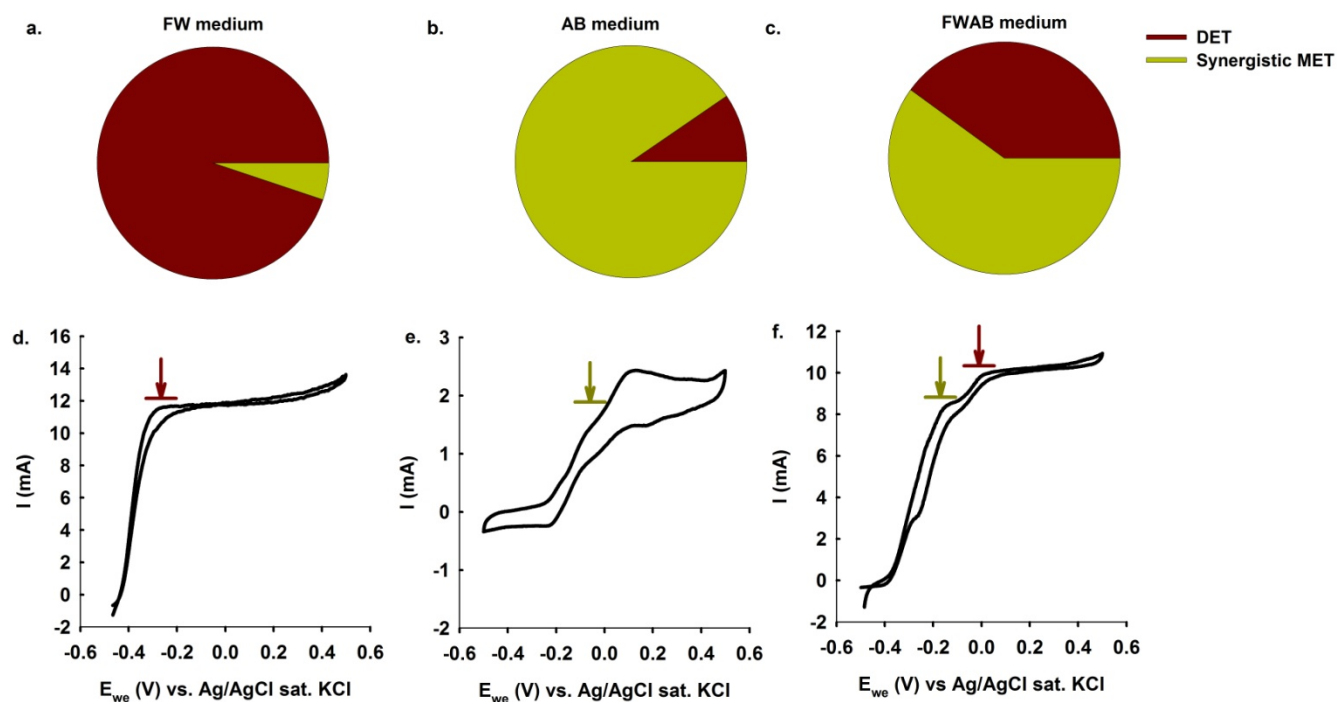 a.
FW medium
b.
AB medium
c.
FWAB medium
DET
Synergistic MET
d.
16
14
12
10
8
6
4
2
0
-2
I (mA)
-0.6 -0.4 -0.2 0.0 0.2 0.4 0.6
E_we (V) vs. Ag/AgCl sat. KCl
e.
3
2
1
0
-1
-2
I (mA)
-0.6 -0.4 -0.2 0.0 0.2 0.4 0.6
E_we (V) vs. Ag/AgCl sat. KCl
f.
12
10
8
6
4
2
0
-2
I (mA)
-0.6 -0.4 -0.2 0.0 0.2 0.4 0.6
E_we (V) vs Ag/AgCl sat. KCl